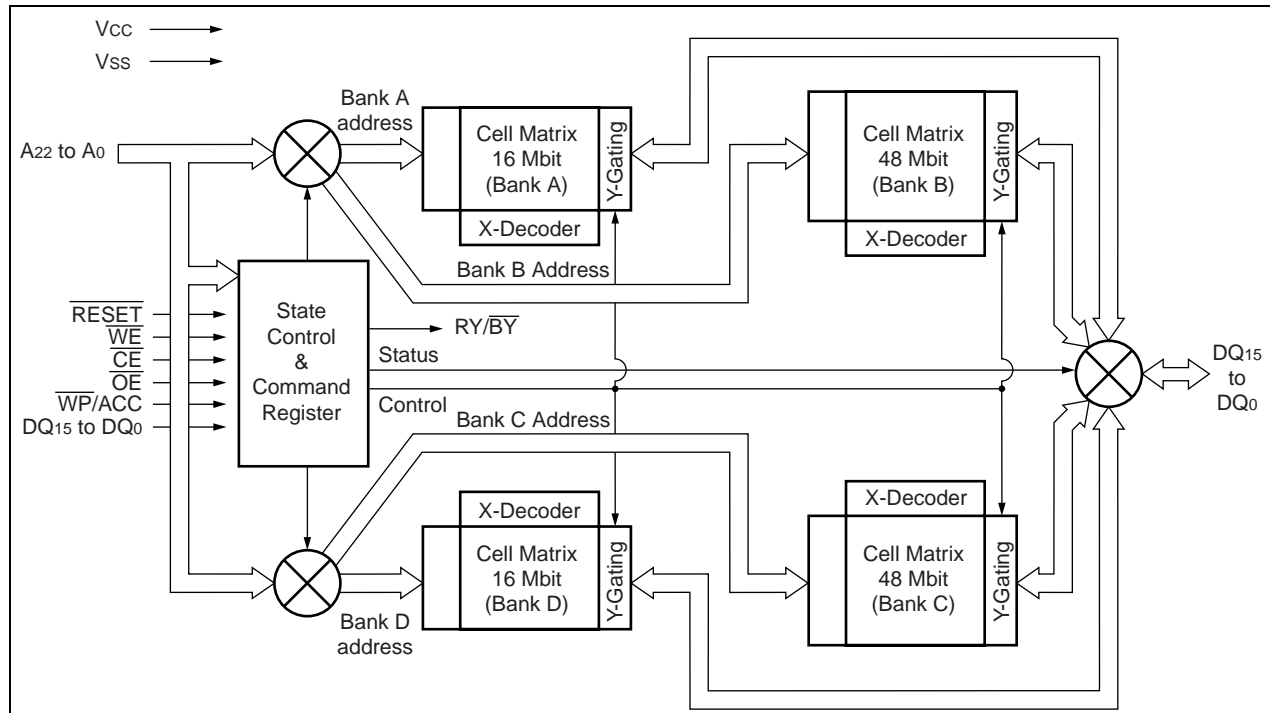 VCC
VSS
A22 to A0
Bank A
address
Cell Matrix
16 Mbit
(Bank A)
Y-Gating
X-Decoder
Cell Matrix
48 Mbit
(Bank B)
Y-Gating
X-Decoder
Bank B Address
RESET
WE
CE
OE
WP/ACC
DQ15 to DQ0
State
Control
&
Command
Register
RY/BY
Status
Control
DQ15
to
DQ0
Bank C Address
X-Decoder
Cell Matrix
16 Mbit
(Bank D)
Y-Gating
X-Decoder
Cell Matrix
48 Mbit
(Bank C)
Y-Gating
Bank D
address